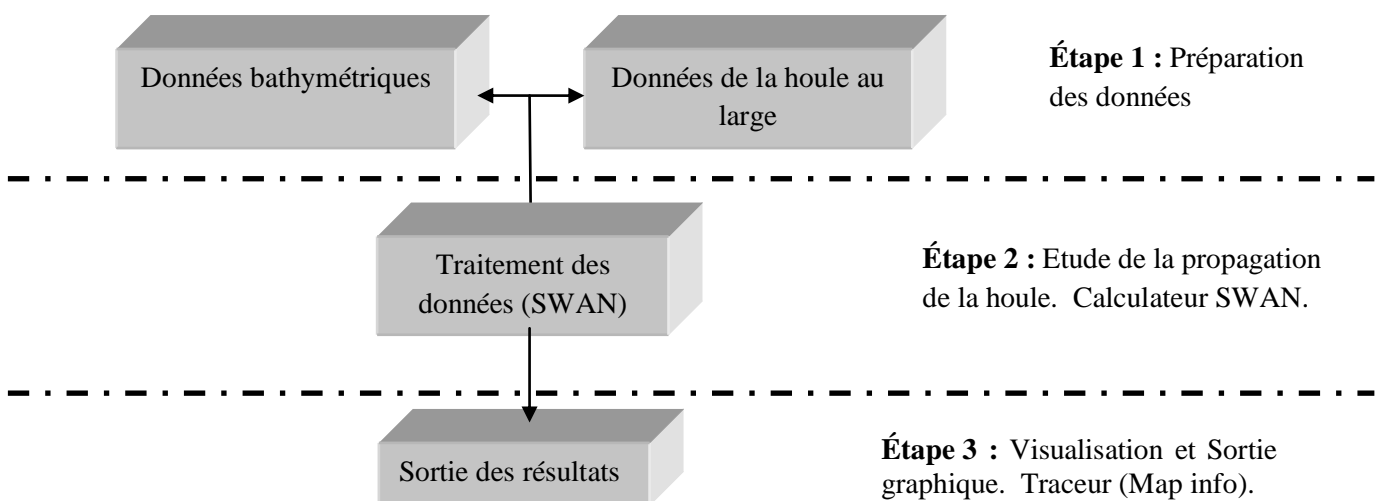 Données bathymétriques
Données de la houle au
large
Étape 1 : Préparation
des données
Traitement des
données (SWAN)
Étape 2 : Etude de la propagation
de la houle. Calculateur SWAN.
Sortie des résultats
Étape 3 : Visualisation et Sortie
graphique. Traceur (Map info).